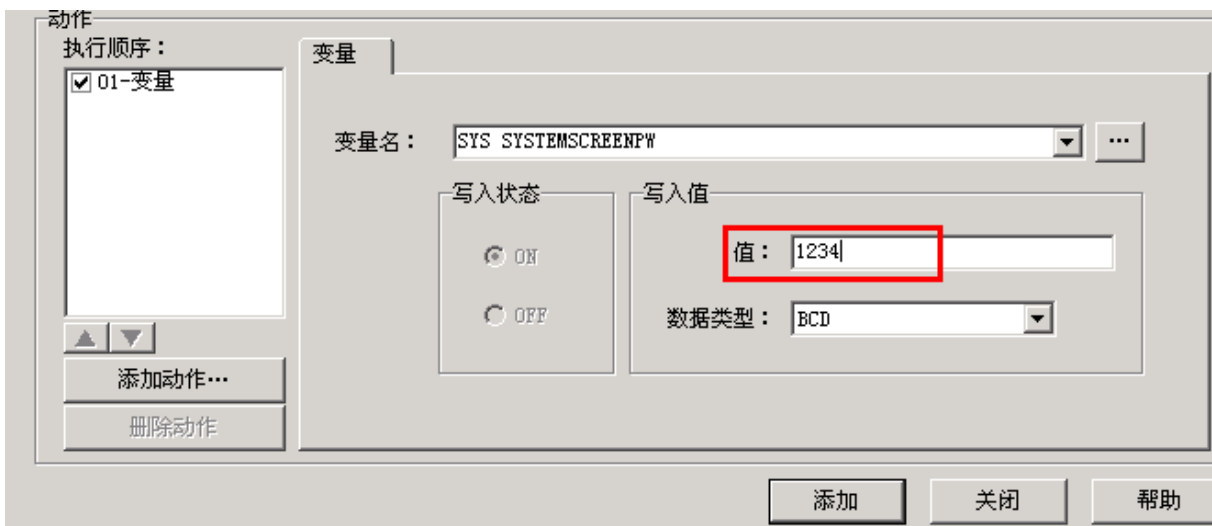 动作
执行顺序：
01-变量
变量
变量名： SYS SYSTEMSCREENPW ...
写入状态
ON
OFF
写入值
值： 1234
数据类型： BCD
添加动作...
删除动作
添加 关闭 帮助